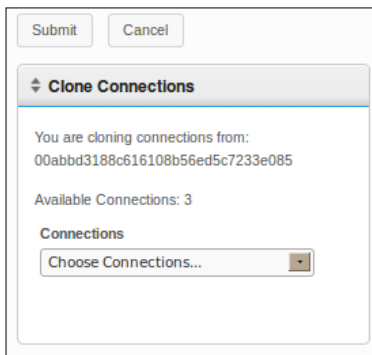 Submit Cancel
Clone Connections
You are cloning connections from:
00abbd3188c616108b56ed5c7233e085
Available Connections: 3
Connections
Choose Connections...